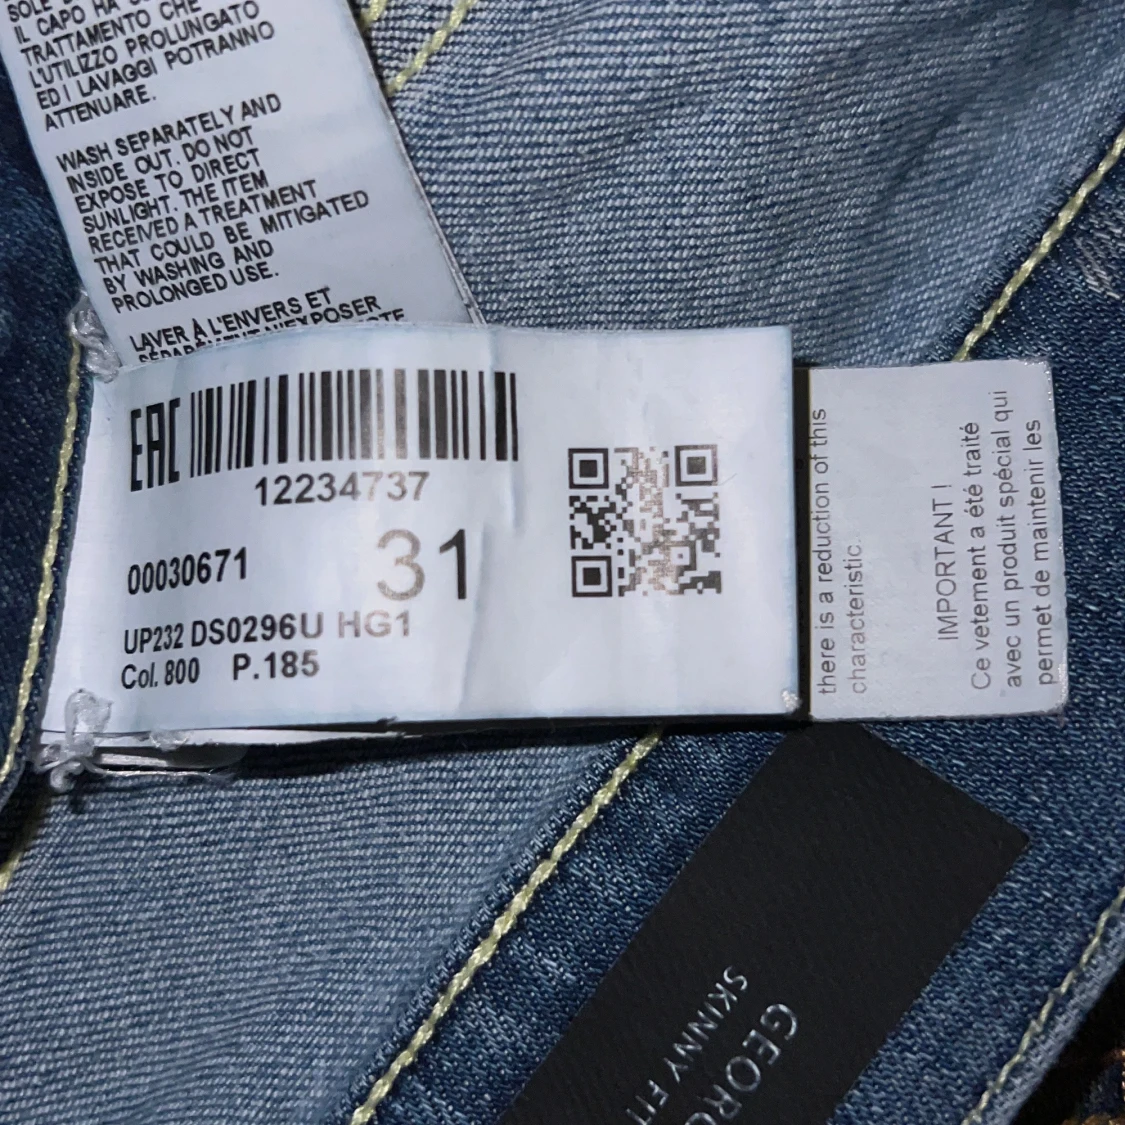 SOLE
IL CAPO HA
TRATTAMENTO CHE
L'UTILIZZO PROLUNGATO
ED I LAVAGGI POTRANNO
ATTENUARE.
WASH SEPARATELY AND
INSIDE OUT. DO NOT
EXPOSE TO DIRECT
SUNLIGHT. THE ITEM
RECEIVED A TREATMENT
THAT COULD BE MITIGATED
BY WASHING AND
PROLONGED USE.
LAVER À L'ENVERS ET
EAC
12234737
00030671
31
UP232 DS0296U HG1
Col. 800 P.185
there is a reduction of this
characteristic.
IMPORTANT !
Ce vetement a été traité
avec un produit spécial qui
permet de maintenir les
GEORG
SKINNY FIT